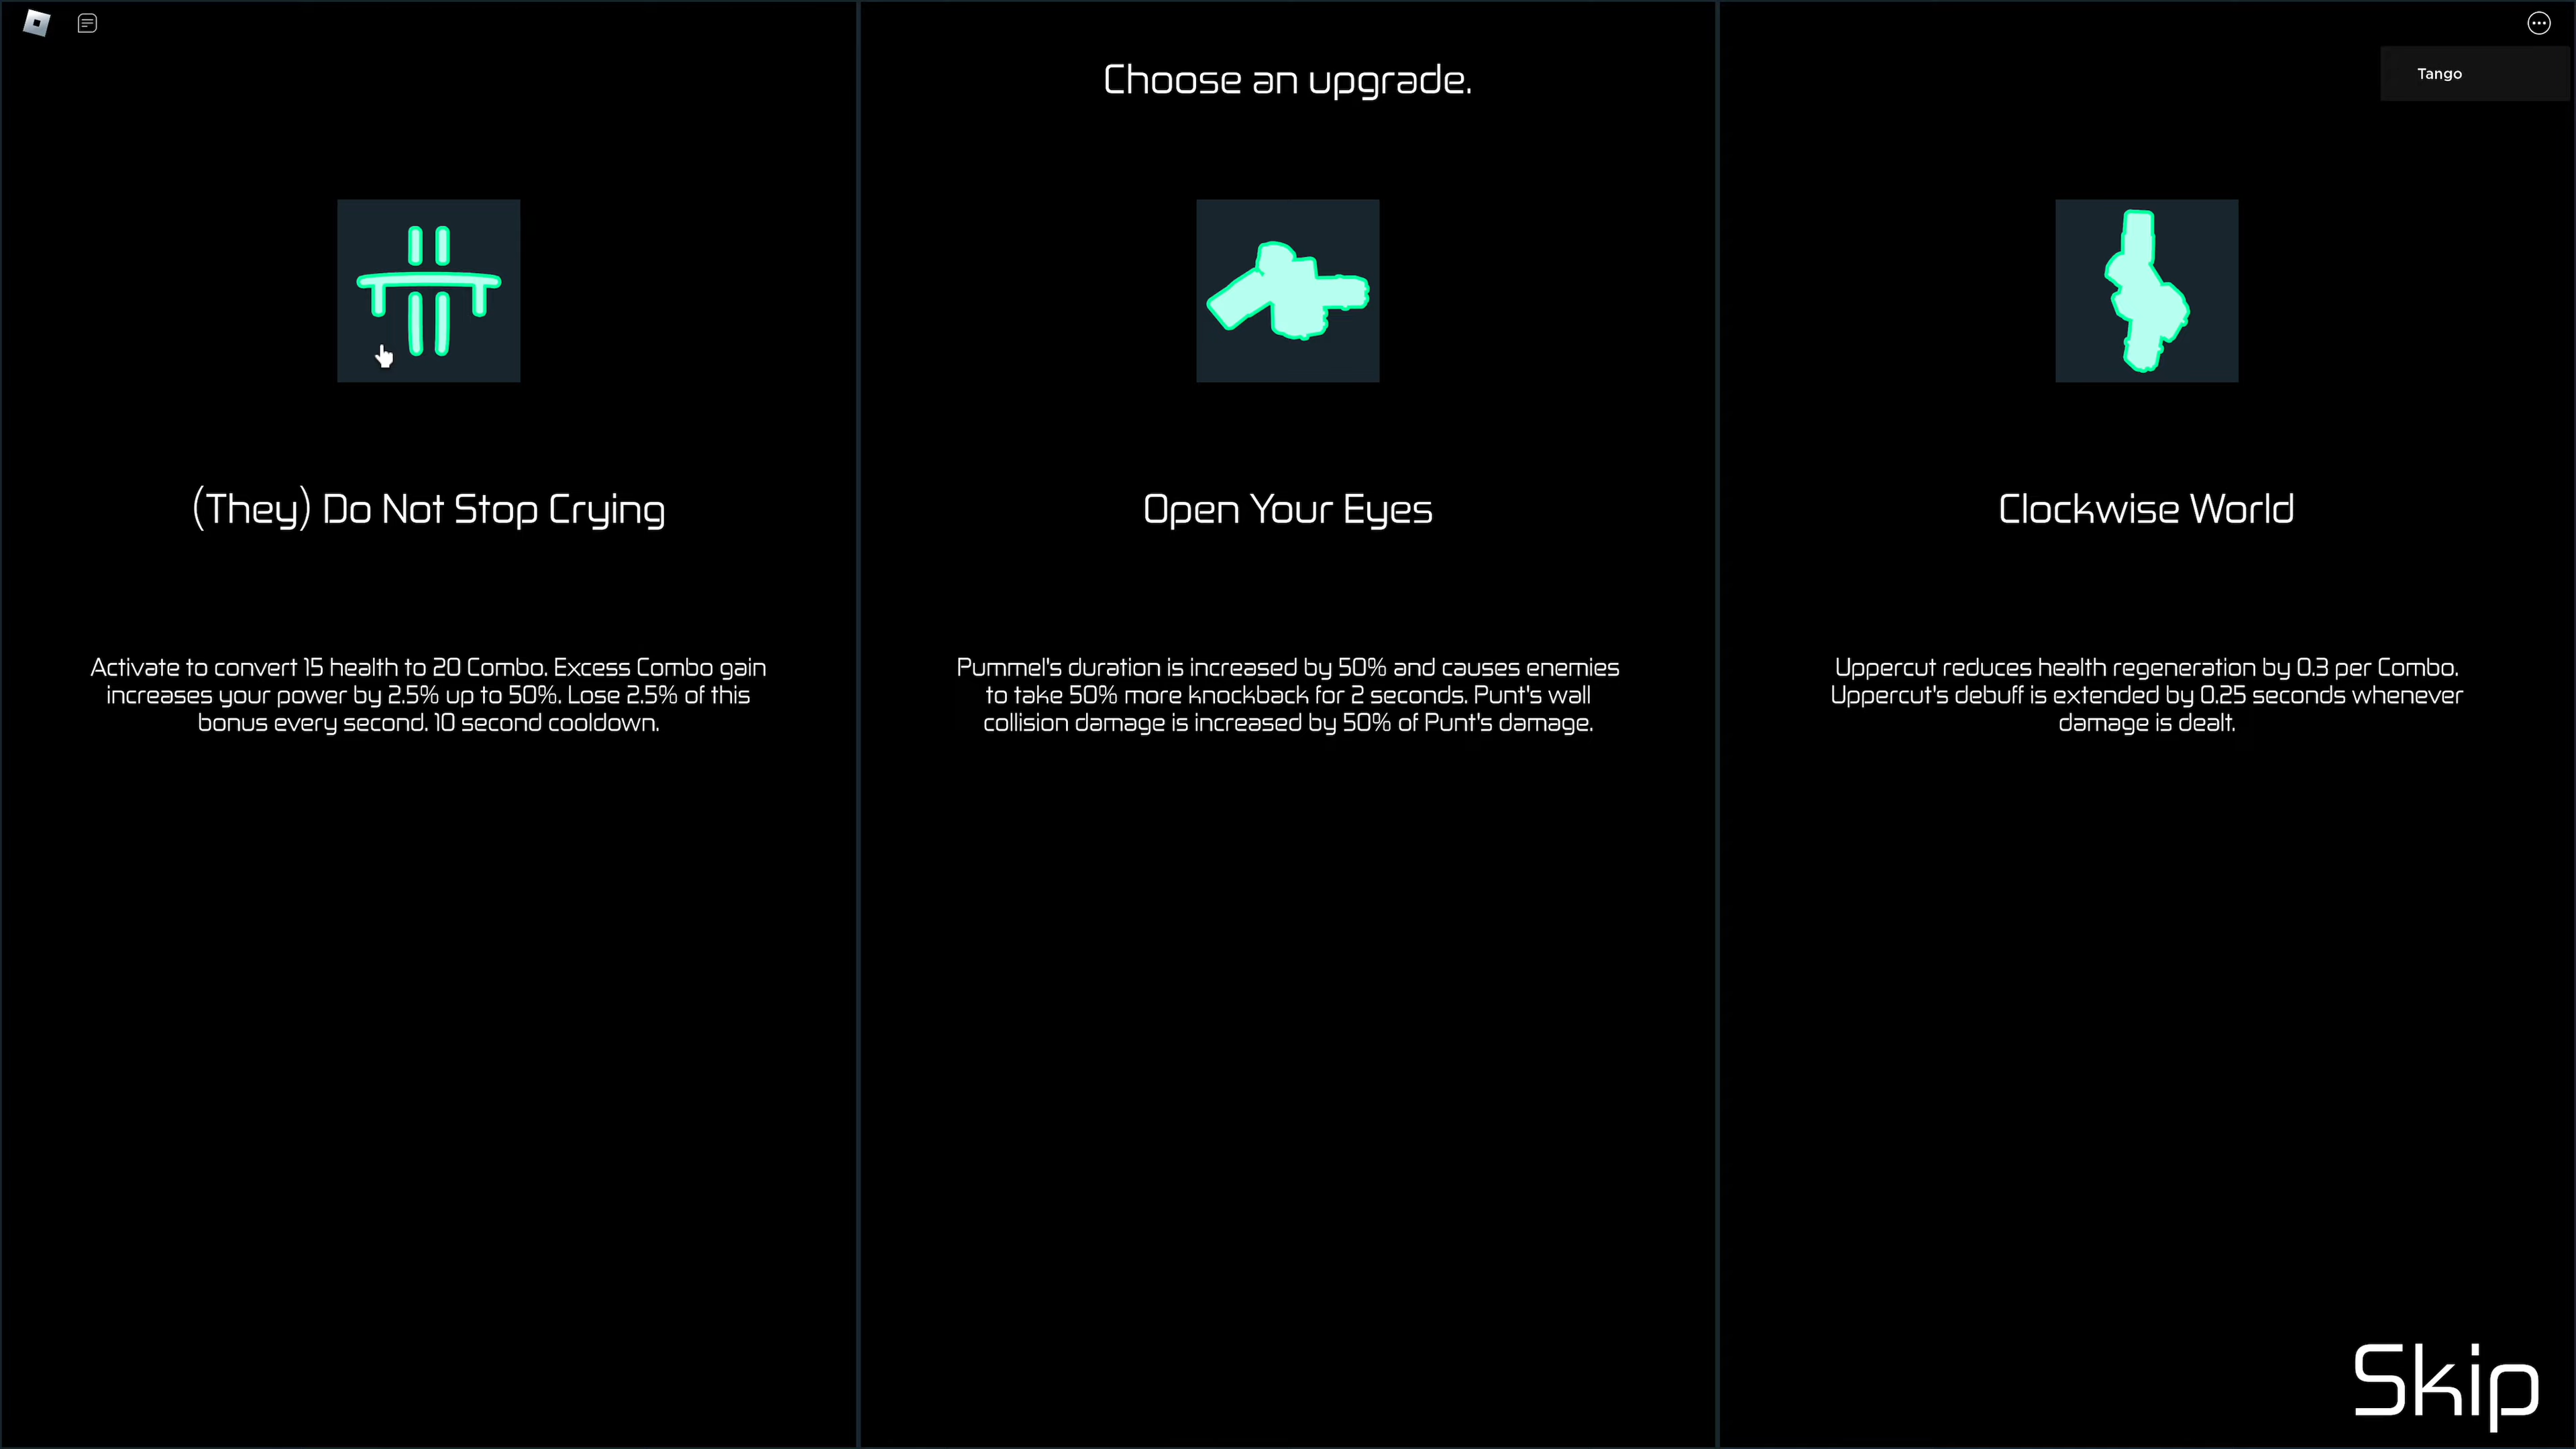 Choose an upgrade.
Tango
(They) Do Not Stop Crying
Activate to convert 15 health to 20 Combo. Excess Combo gain
increases your power by 2.5% up to 50%. Lose 2.5% of this
bonus every second. 10 second cooldown.
Open Your Eyes
Pummel's duration is increased by 50% and causes enemies
to take 50% more knockback for 2 seconds. Punt's wall
collision damage is increased by 50% of Punt's damage.
Clockwise World
Uppercut reduces health regeneration by 0.3 per Combo.
Uppercut's debuff is extended by 0.25 seconds whenever
damage is dealt.
Skip